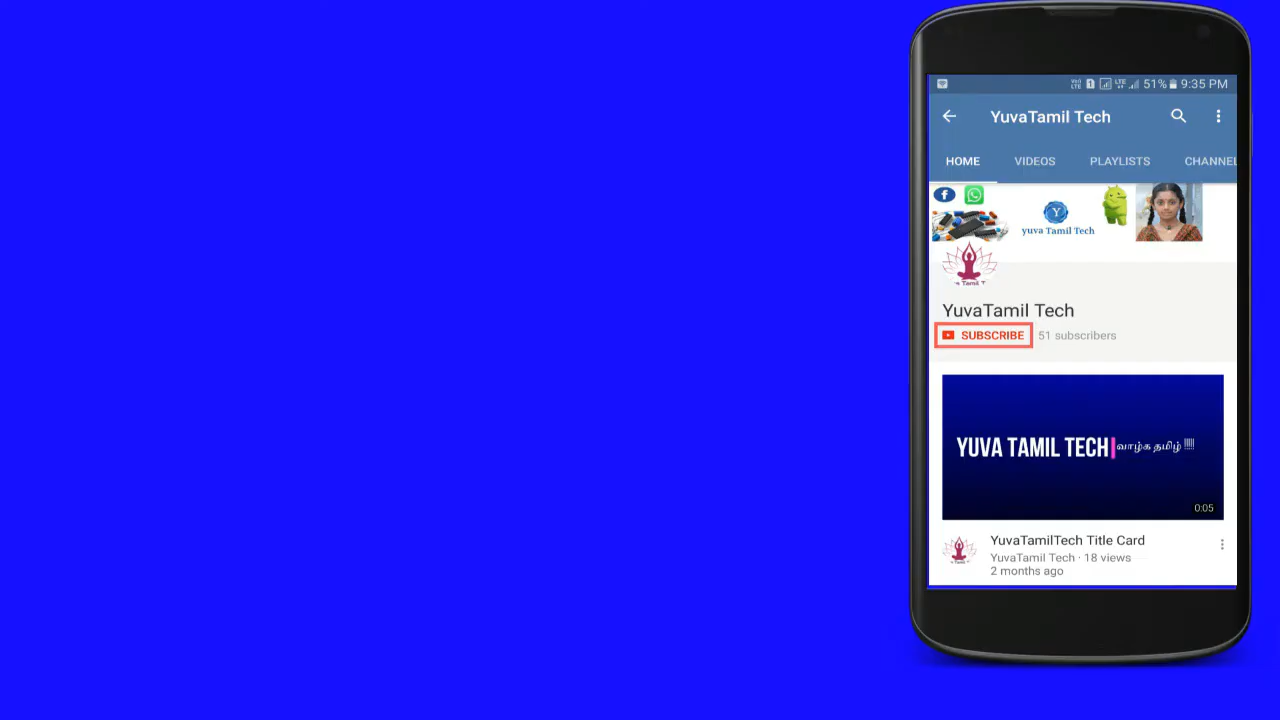 51% 9:35 PM
YuvaTamil Tech
HOME VIDEOS PLAYLISTS CHANNEL
yuva Tamil Tech
YuvaTamil Tech
SUBSCRIBE 51 subscribers
YUVA TAMIL TECH வாழ்க தமிழ் !!!!!
0:05
YuvaTamilTech Title Card
YuvaTamil Tech · 18 views
2 months ago